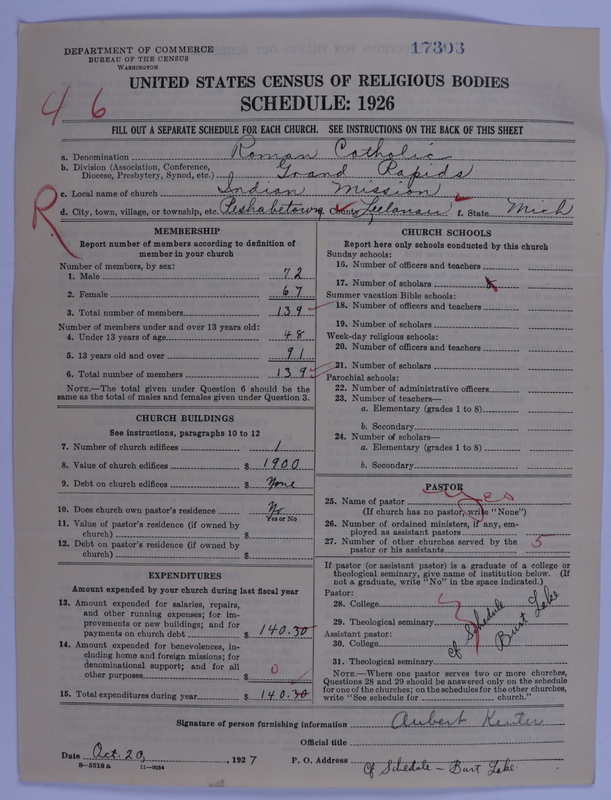 17303
DEPARTMENT OF COMMERCE
BUREAU OF THE CENSUS
WASHINGTON
UNITED STATES CENSUS OF RELIGIOUS BODIES
SCHEDULE: 1926
4 6
FILL OUT A SEPARATE SCHEDULE FOR EACH CHURCH. SEE INSTRUCTIONS ON THE BACK OF THIS SHEET
a. Denomination Roman Catholic
b. Division (Association, Conference, Diocese, Presbytery, Synod, etc.) Grand Rapids
c. Local name of church Indian Mission
R
d. City, town, village, or township, etc. Peshabetown e. County Leelanau f. State Mich
MEMBERSHIP
Report number of members according to definition of
member in your church
Number of members, by sex:
1. Male 72
2. Female 67
3. Total number of members 139
Number of members under and over 13 years old:
4. Under 13 years of age 48
5. 13 years old and over 91
6. Total number of members 139
NOTE.—The total given under Question 6 should be the
same as the total of males and females given under Question 3.
CHURCH BUILDINGS
See instructions, paragraphs 10 to 12
7. Number of church edifices 1
8. Value of church edifices $ 1900
9. Debt on church edifices $ None
10. Does church own pastor's residence No
Yes or No
11. Value of pastor's residence (if owned by
church) $
12. Debt on pastor's residence (if owned by
church) $
EXPENDITURES
Amount expended by your church during last fiscal year
13. Amount expended for salaries, repairs,
and other running expenses; for im-
provements or new buildings; and for
payments on church debt $ 140.30
14. Amount expended for benevolences, in-
cluding home and foreign missions; for
denominational support; and for all
other purposes $ 0
15. Total expenditures during year $ 140.30
CHURCH SCHOOLS
Report here only schools conducted by this church
Sunday schools:
16. Number of officers and teachers
17. Number of scholars x
Summer vacation Bible schools:
18. Number of officers and teachers
19. Number of scholars
Week-day religious schools:
20. Number of officers and teachers
21. Number of scholars
Parochial schools:
22. Number of administrative officers
23. Number of teachers—
a. Elementary (grades 1 to 8)
b. Secondary
24. Number of scholars—
a. Elementary (grades 1 to 8)
b. Secondary
PASTOR
25. Name of pastor yes
(If church has no pastor, write "None")
26. Number of ordained ministers, if any, em-
ployed as assistant pastors
27. Number of other churches served by the
pastor or his assistants 5
If pastor (or assistant pastor) is a graduate of a college or
theological seminary, give name of institution below. (If
not a graduate, write "No" in the space indicated.)
Pastor:
28. College
29. Theological seminary
Assistant pastor:
30. College
31. Theological seminary
Cf Schedule
Burt Lake
NOTE.—Where one pastor serves two or more churches,
Questions 28 and 29 should be answered only on the schedule
for one of the churches; on the schedules for the other churches,
write "See schedule for church."
Signature of person furnishing information Aubert Keuter
Official title
Date Oct. 20, 1927 P. O. Address Cf Schedule - Burt Lake
8—5518 a 11—9054